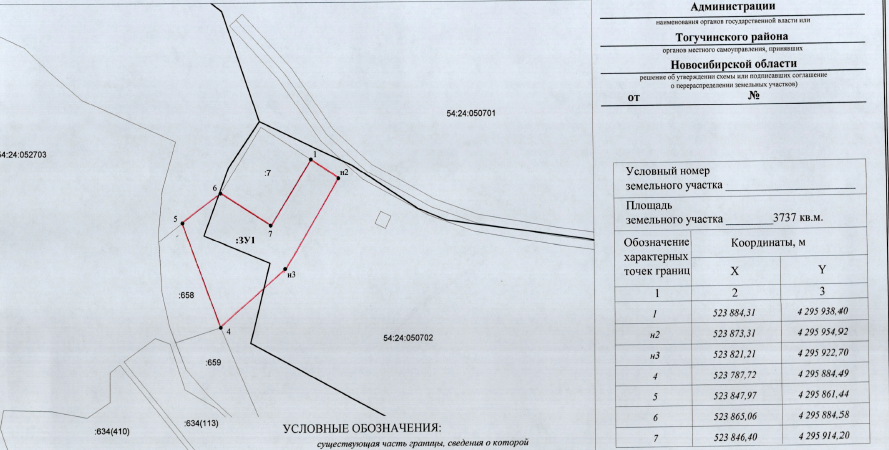 Администрации
наименования органов государственной власти или
Тогучинского района
органов местного самоуправления, принявших
Новосибирской области
решение об утверждении схемы или подписавших соглашение
о перераспределении земельных участков)
от №
54:24:050701
4:24:052703
1
н2
:7
6
5
7
:ЗУ1
н3
:658
4
54:24:050702
:659
:634(410)
:634(113)
УСЛОВНЫЕ ОБОЗНАЧЕНИЯ:
существующая часть границы, сведения о которой
Условный номер
земельного участка
Площадь
земельного участка 3737 кв.м.
Обозначение характерных точек границ
Координаты, м
X Y
1 2 3
1 523 884,31 4 295 938,40
н2 523 873,31 4 295 954,92
н3 523 821,21 4 295 922,70
4 523 787,72 4 295 884,49
5 523 847,97 4 295 861,44
6 523 865,06 4 295 884,58
7 523 846,40 4 295 914,20